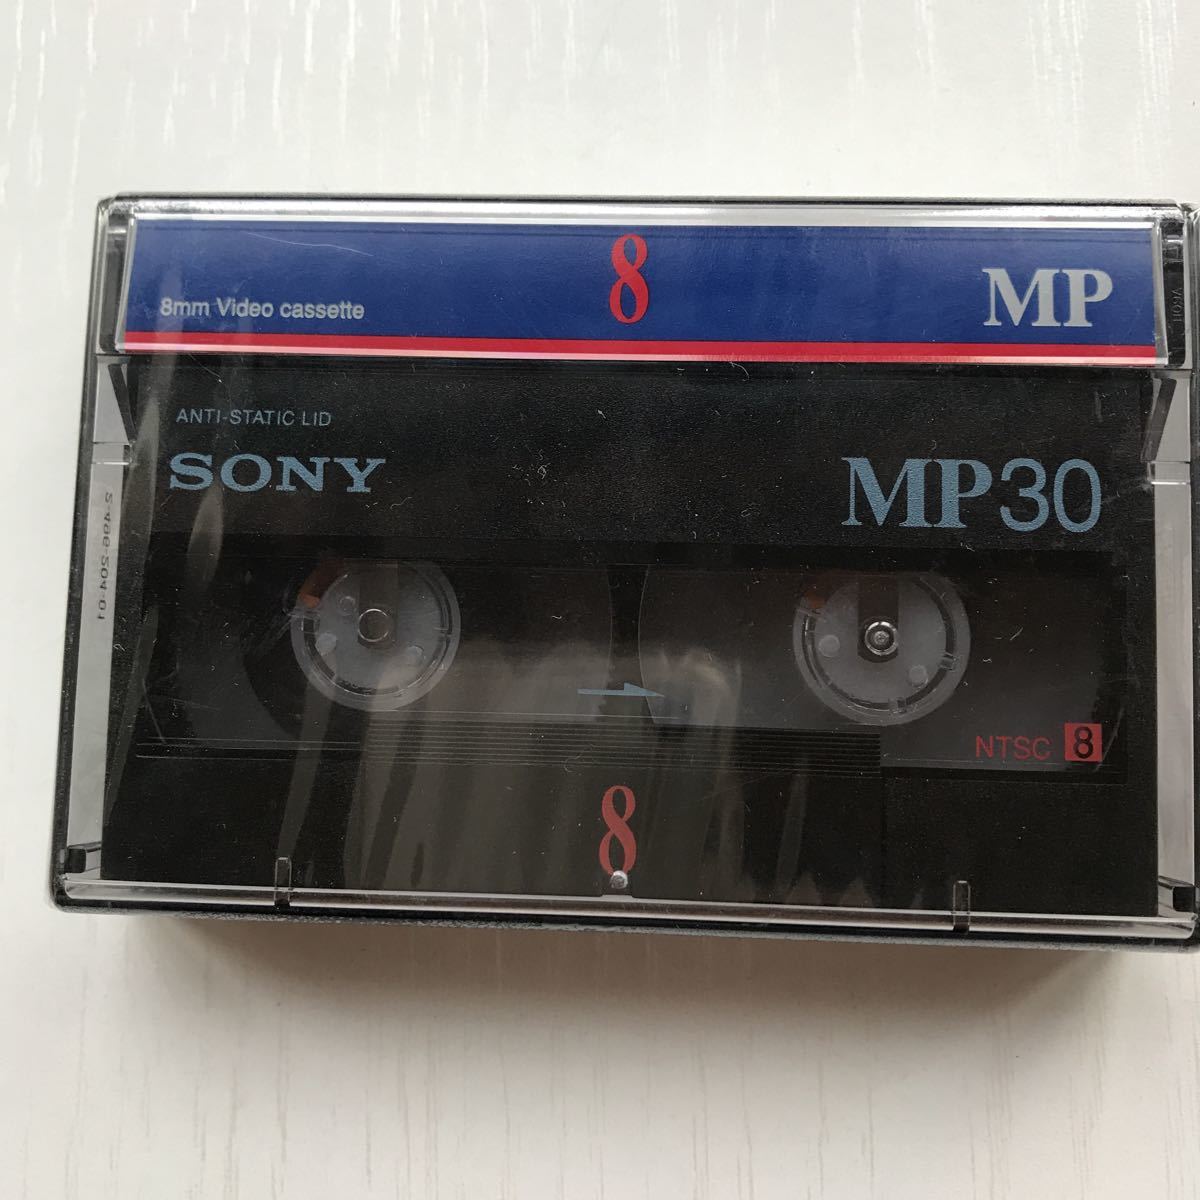 8
8mm Video cassette
MP
ANTI-STATIC LID
SONY
MP30
NTSC 8
8